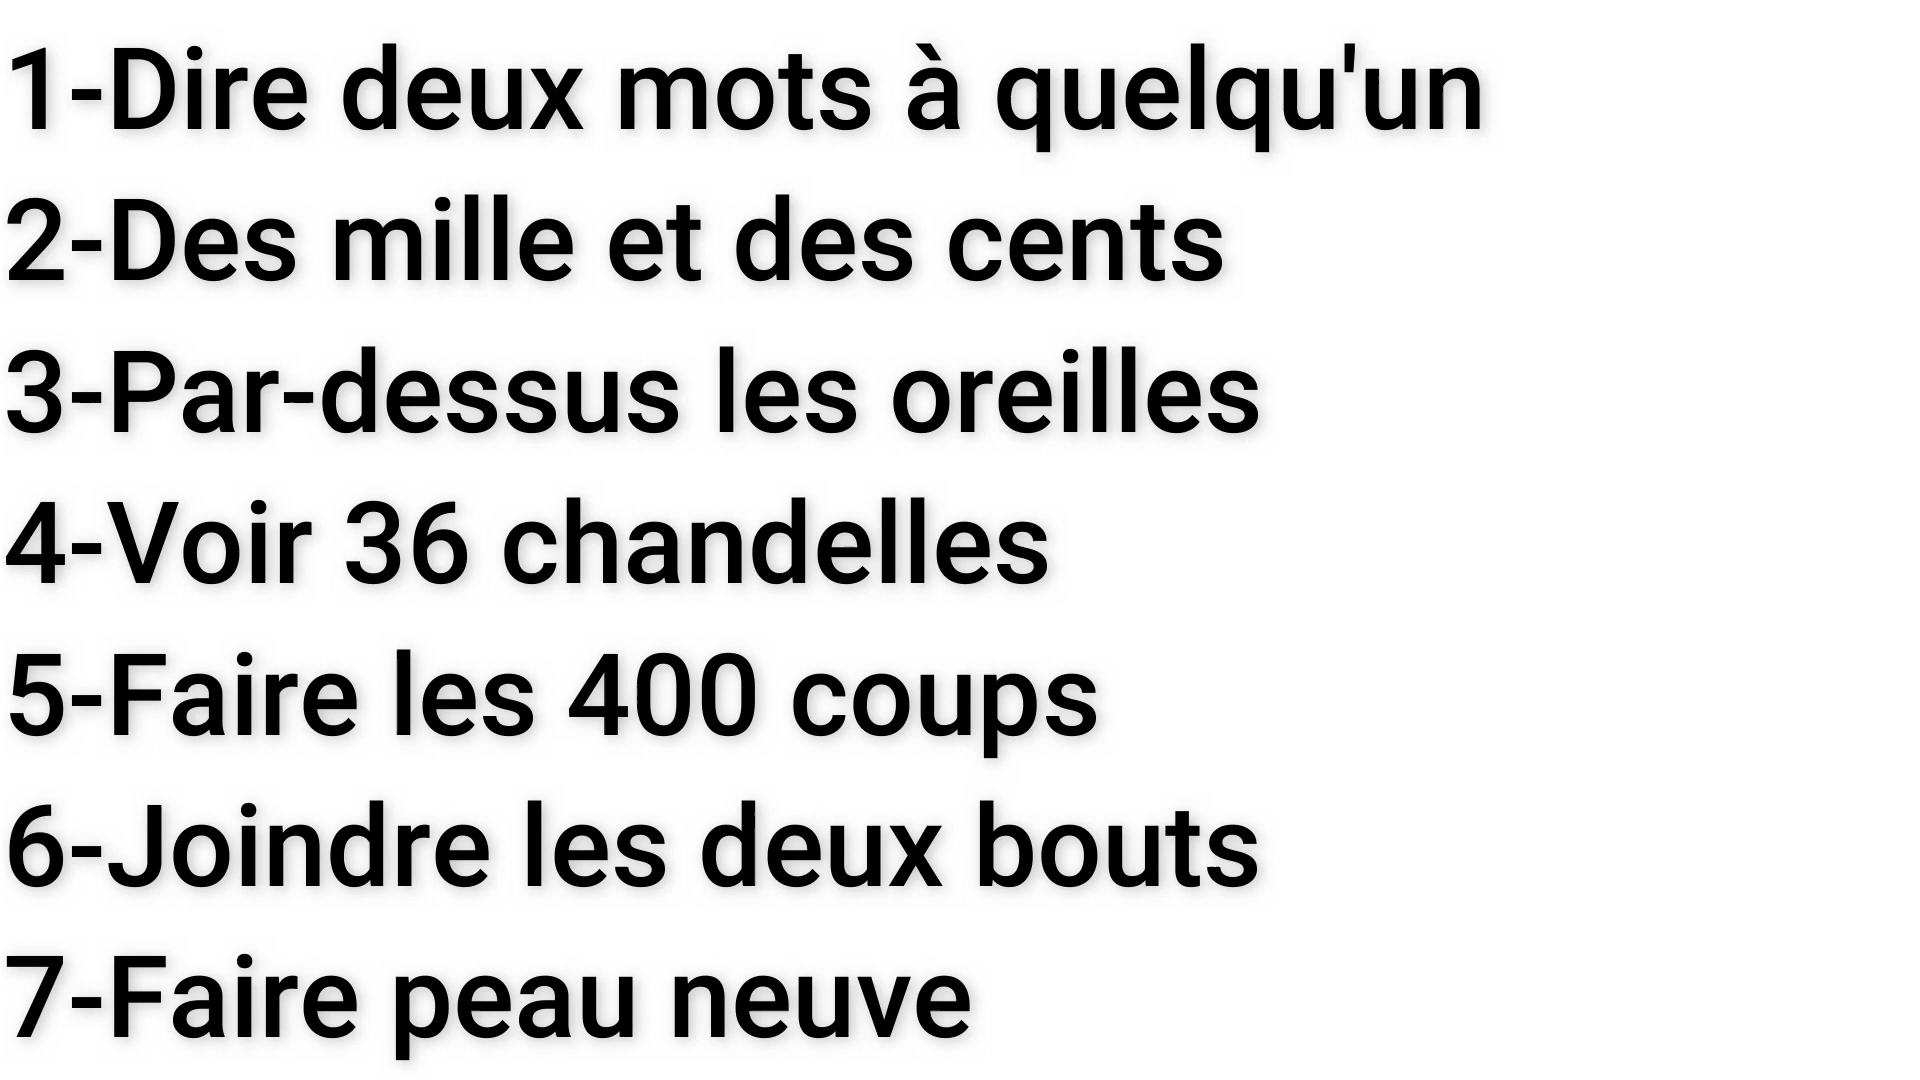 1-Dire deux mots à quelqu'un
2-Des mille et des cents
3-Par-dessus les oreilles
4-Voir 36 chandelles
5-Faire les 400 coups
6-Joindre les deux bouts
7-Faire peau neuve